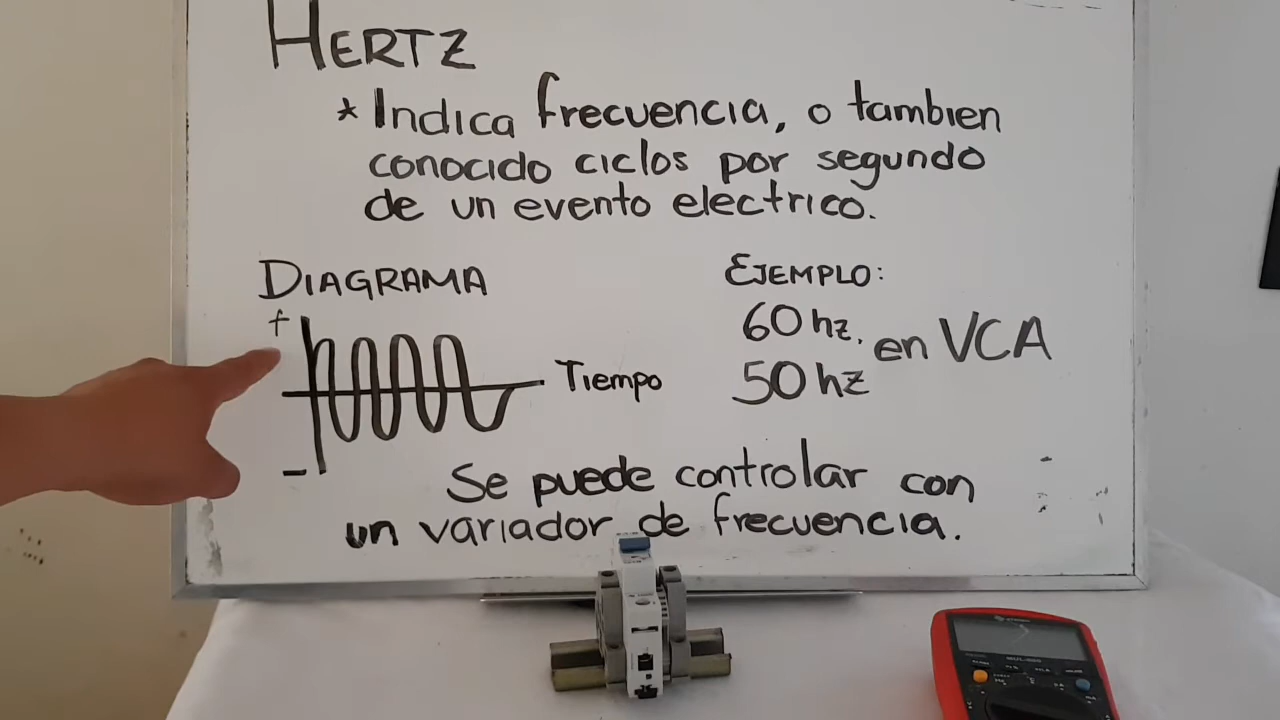 HERTZ
* Indica frecuencia, o tambien
conocido ciclos por segundo
de un evento electrico.
DIAGRAMA
+
Tiempo
-
EJEMPLO:
60 hz.
50 hz
en VCA
Se puede controlar con
un variador de frecuencia.